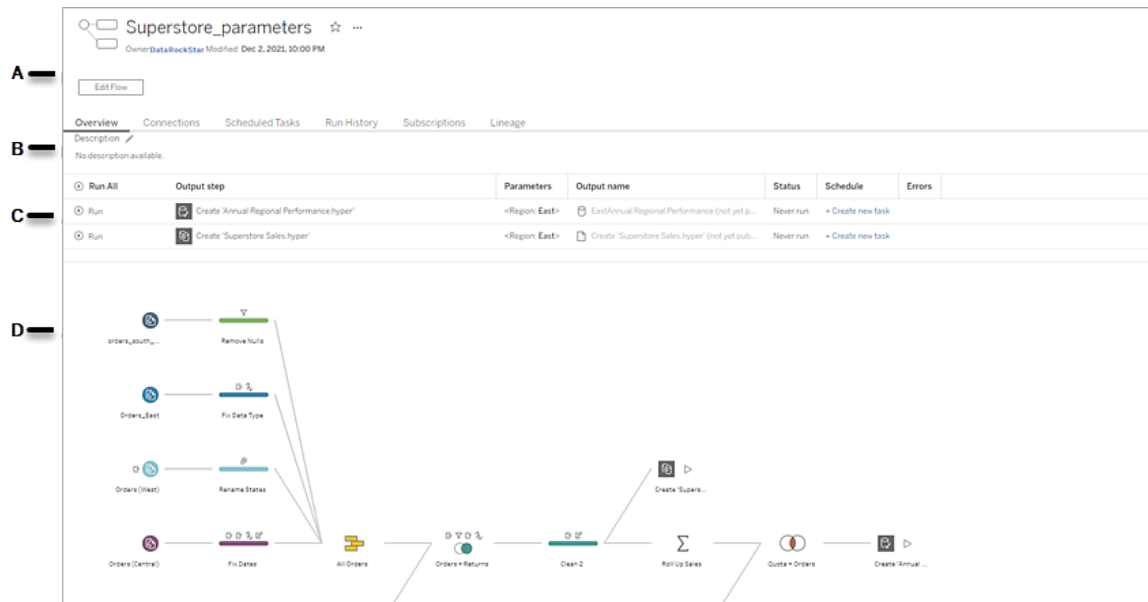 Superstore_parameters ☆ ...
Owner DataRockStar Modified Dec 2, 2021, 10:00 PM
A
Edit Flow
Overview Connections Scheduled Tasks Run History Subscriptions Lineage
Description
B
No description available.
Run All Output step Parameters Output name Status Schedule Errors
C
Run Create 'Annual Regional Performance.hyper' <Region: East> EastAnnual Regional Performance (not yet p... Never run + Create new task
Run Create 'Superstore Sales.hyper' <Region: East> Create 'Superstore Sales.hyper' (not yet pub... Never run + Create new task
D
orders_south_... Remove Nulls
Orders_East Fix Data Type
Orders (West) Rename States Create 'Supers...
Orders (Central) Fix Dates All Orders Orders + Returns Clean 2 Roll Up Sales Quota + Orders Create 'Annual ...